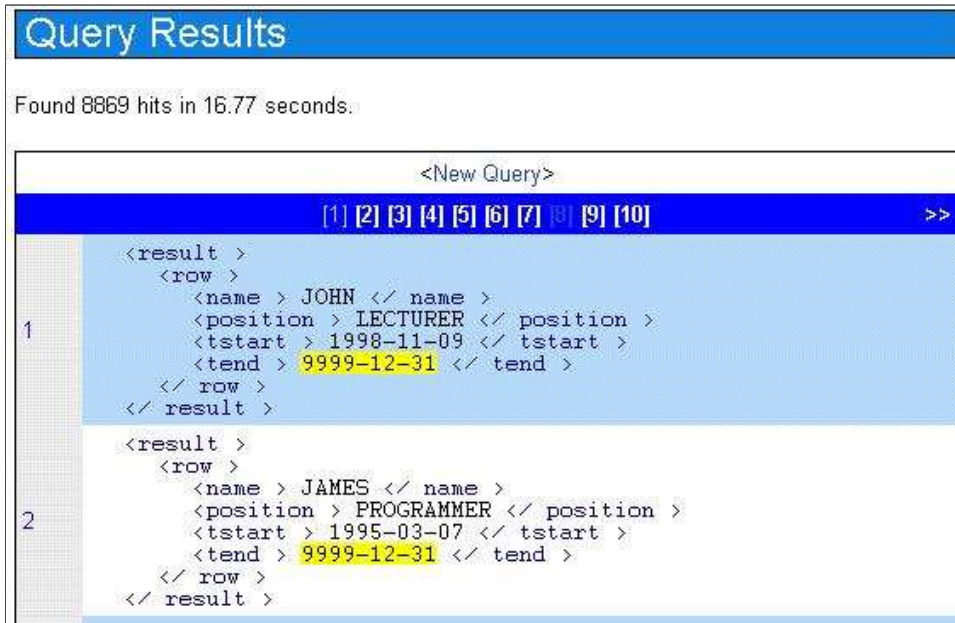 Query Results
Found 8869 hits in 16.77 seconds.
<New Query>
[1] [2] [3] [4] [5] [6] [7] [8] [9] [10] >>
<result >
<row >
<name > JOHN </ name >
<position > LECTURER </ position >
1
<tstart > 1998-11-09 </ tstart >
<tend > 9999-12-31 </ tend >
</ row >
</ result >
<result >
<row >
<name > JAMES </ name >
<position > PROGRAMMER </ position >
2
<tstart > 1995-03-07 </ tstart >
<tend > 9999-12-31 </ tend >
</ row >
</ result >